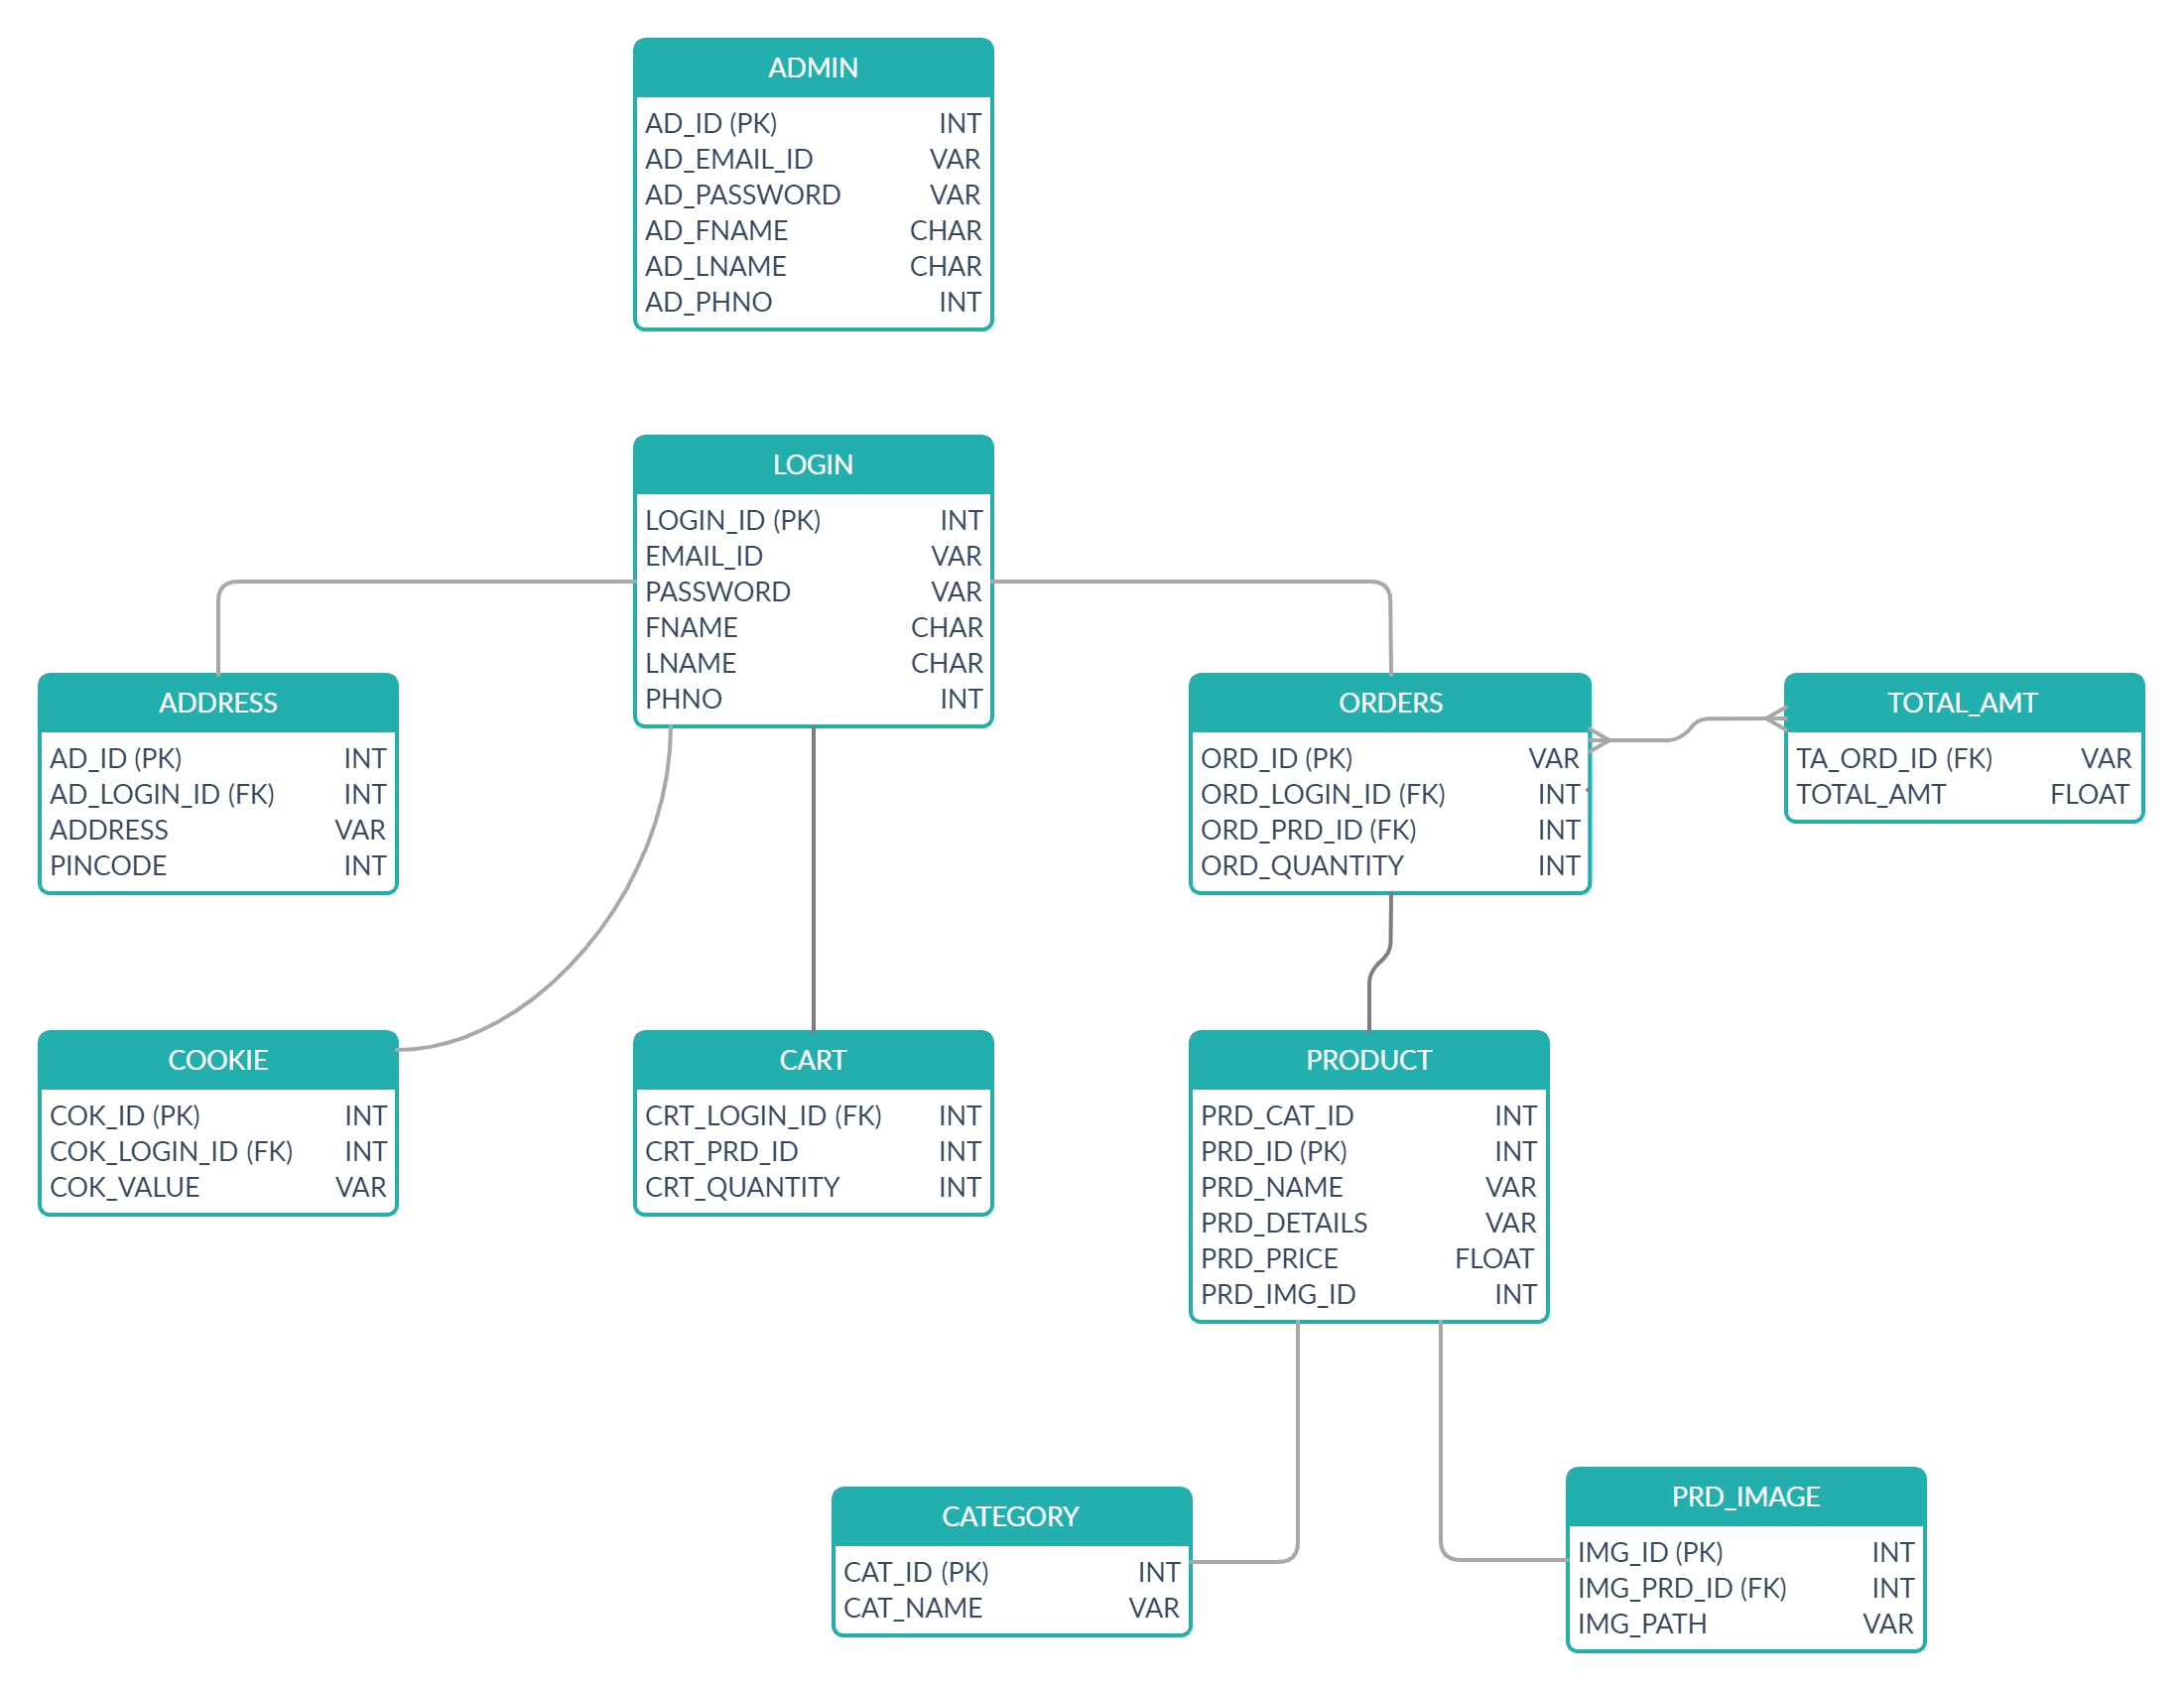 ADMIN
AD_ID (PK) INT
AD_EMAIL_ID VAR
AD_PASSWORD VAR
AD_FNAME CHAR
AD_LNAME CHAR
AD_PHNO INT
LOGIN
LOGIN_ID (PK) INT
EMAIL_ID VAR
PASSWORD VAR
FNAME CHAR
LNAME CHAR
PHNO INT
ADDRESS
AD_ID (PK) INT
AD_LOGIN_ID (FK) INT
ADDRESS VAR
PINCODE INT
ORDERS
ORD_ID (PK) VAR
ORD_LOGIN_ID (FK) INT
ORD_PRD_ID (FK) INT
ORD_QUANTITY INT
TOTAL_AMT
TA_ORD_ID (FK) VAR
TOTAL_AMT FLOAT
COOKIE
COK_ID (PK) INT
COK_LOGIN_ID (FK) INT
COK_VALUE VAR
CART
CRT_LOGIN_ID (FK) INT
CRT_PRD_ID INT
CRT_QUANTITY INT
PRODUCT
PRD_CAT_ID INT
PRD_ID (PK) INT
PRD_NAME VAR
PRD_DETAILS VAR
PRD_PRICE FLOAT
PRD_IMG_ID INT
CATEGORY
CAT_ID (PK) INT
CAT_NAME VAR
PRD_IMAGE
IMG_ID (PK) INT
IMG_PRD_ID (FK) INT
IMG_PATH VAR